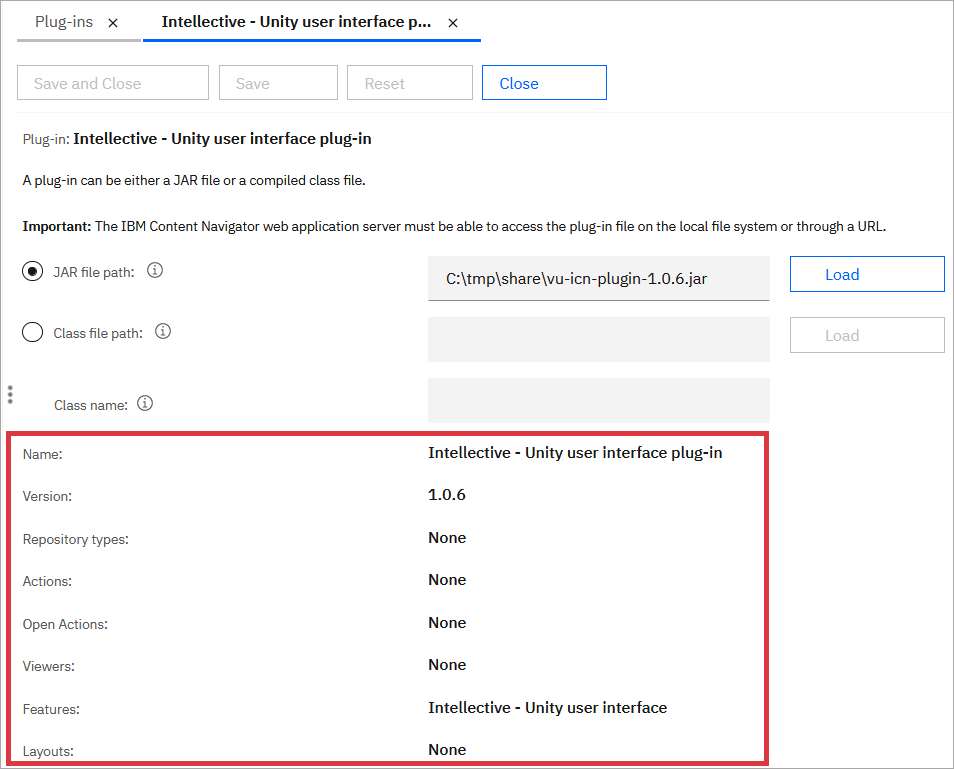 Plug-ins × Intellective - Unity user interface p... ×
Save and Close Save Reset Close
Plug-in: Intellective - Unity user interface plug-in
A plug-in can be either a JAR file or a compiled class file.
Important: The IBM Content Navigator web application server must be able to access the plug-in file on the local file system or through a URL.
JAR file path: C:\tmp\share\vu-icn-plugin-1.0.6.jar Load
Class file path: Load
Class name:
Name: Intellective - Unity user interface plug-in
Version: 1.0.6
Repository types: None
Actions: None
Open Actions: None
Viewers: None
Features: Intellective - Unity user interface
Layouts: None